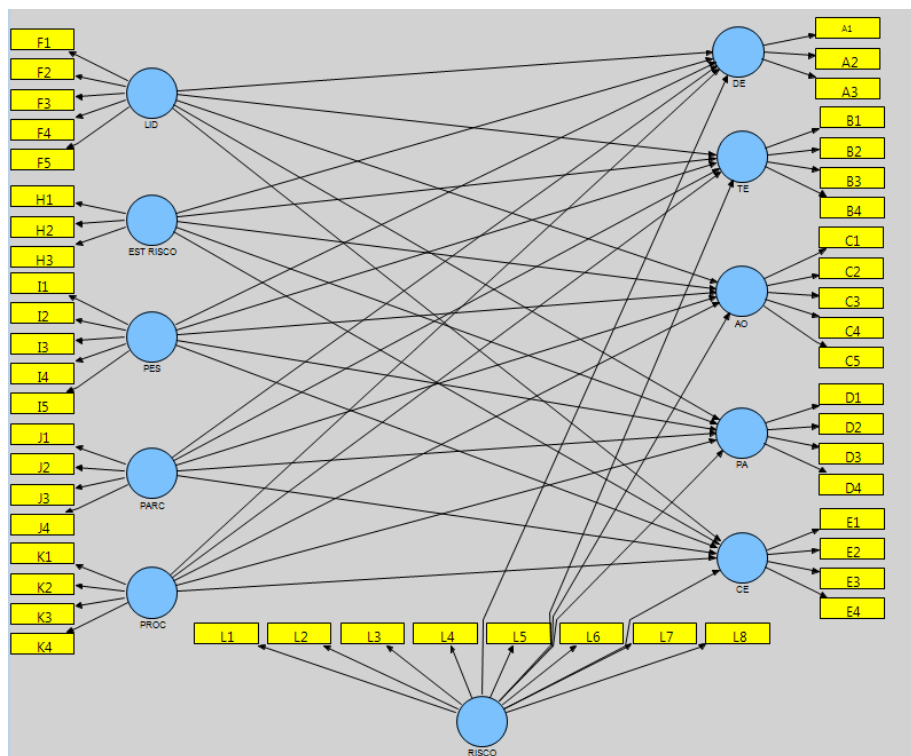 F1
F2
F3
F4
F5
LID
H1
H2
H3
EST RISCO
I1
I2
I3
I4
I5
PES
J1
J2
J3
J4
PARC
K1
K2
K3
K4
PROC
L1
L2
L3
L4
L5
L6
L7
L8
RISCO
A1
A2
A3
DE
B1
B2
B3
B4
TE
C1
C2
C3
C4
C5
AO
D1
D2
D3
D4
PA
E1
E2
E3
E4
CE